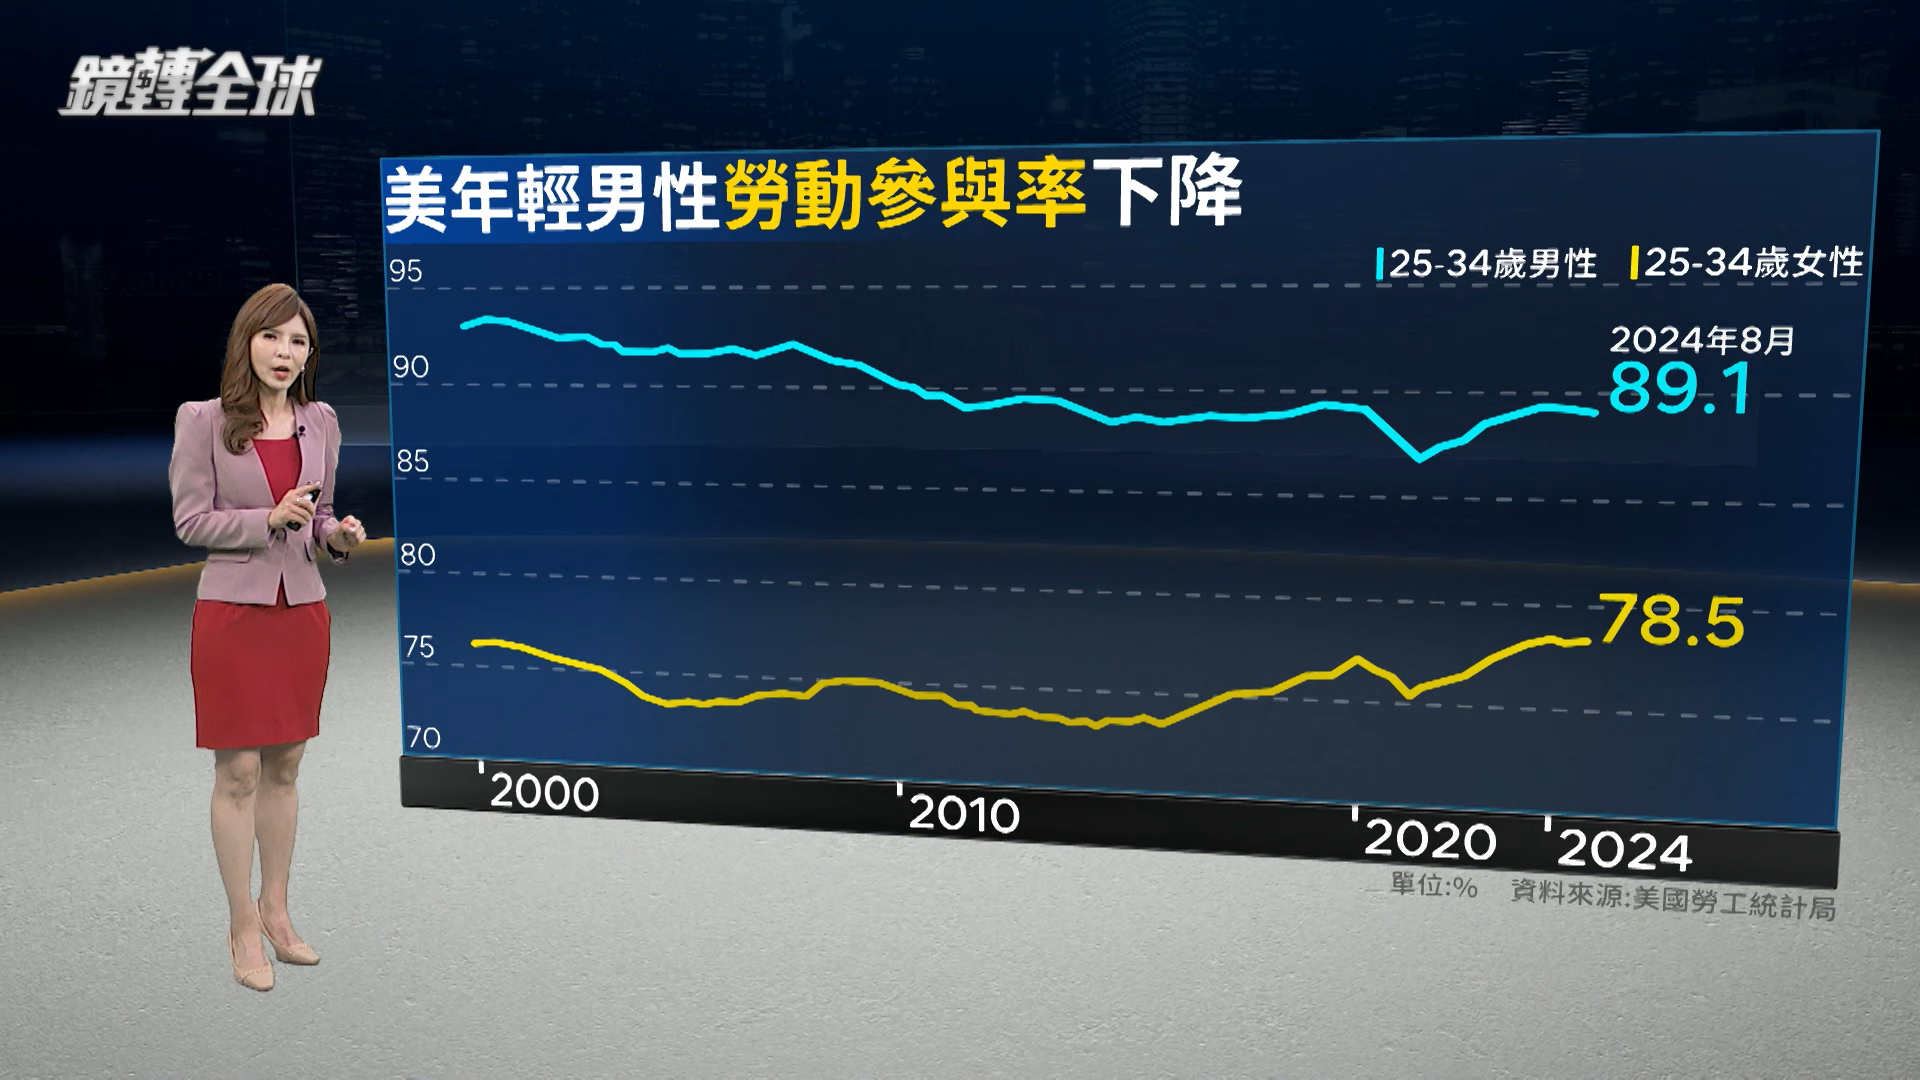 鏡轉全球
美年輕男性勞動參與率下降
25-34歲男性 25-34歲女性
95
2024年8月
90
89.1
85
80
78.5
75
70
2000 2010 2020 2024
單位:% 資料來源:美國勞工統計局